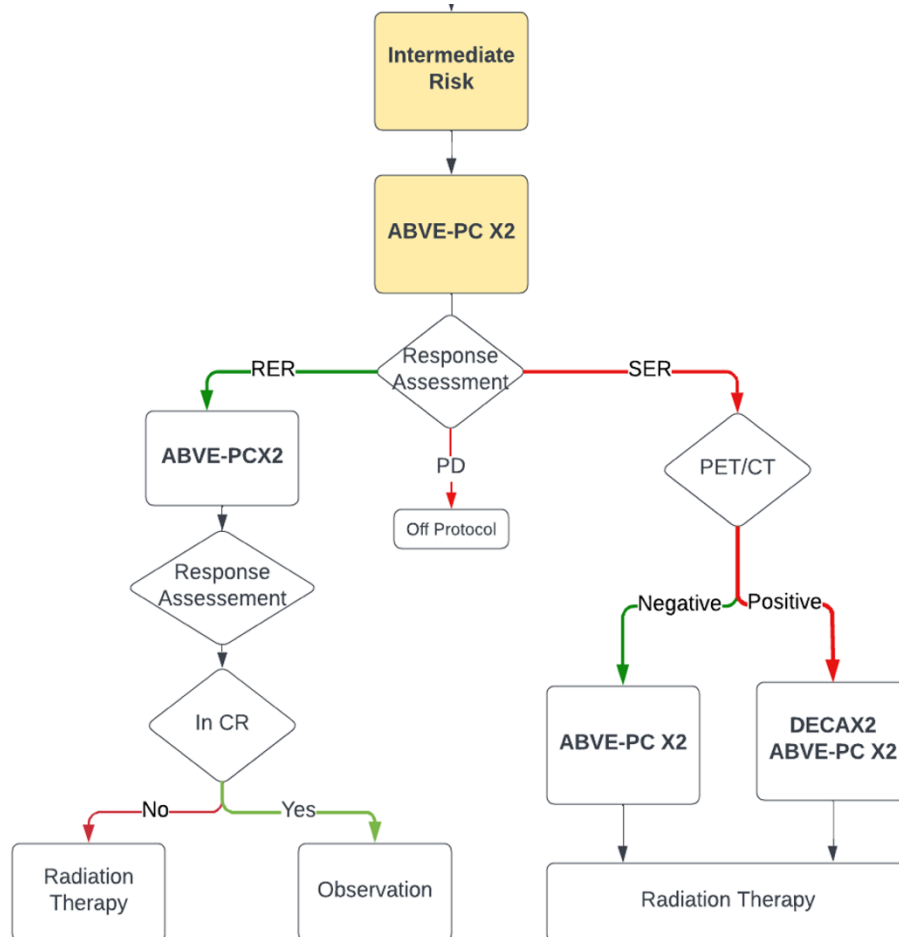 Intermediate
Risk
ABVE-PC X2
Response
Assessment
RER
SER
PD
ABVE-PCX2
PET/CT
Off Protocol
Response
Assessement
Negative
Positive
In CR
ABVE-PC X2
DECAX2
ABVE-PC X2
No
Yes
Radiation
Therapy
Observation
Radiation Therapy